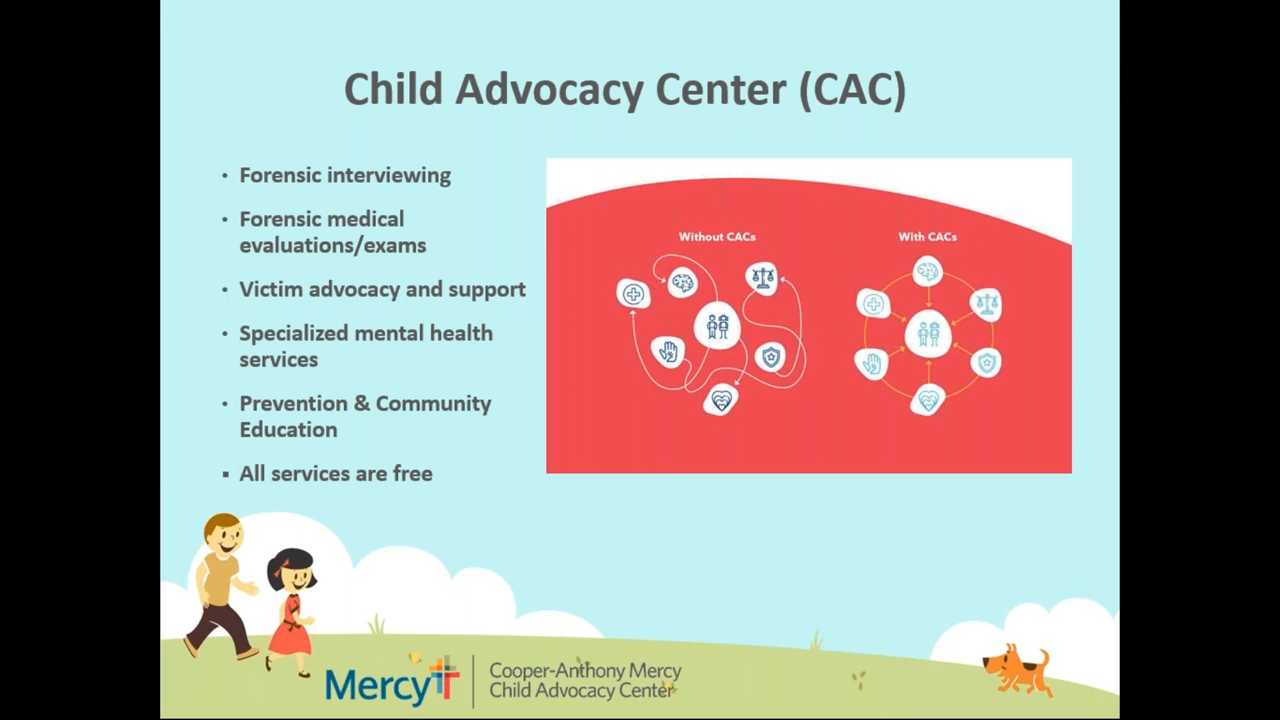 Child Advocacy Center (CAC)
· Forensic interviewing
· Forensic medical
evaluations/exams
· Victim advocacy and support
· Specialized mental health
services
· Prevention & Community
Education
▪ All services are free
Without CACs
With CACs
Mercy
Cooper-Anthony Mercy
Child Advocacy Center